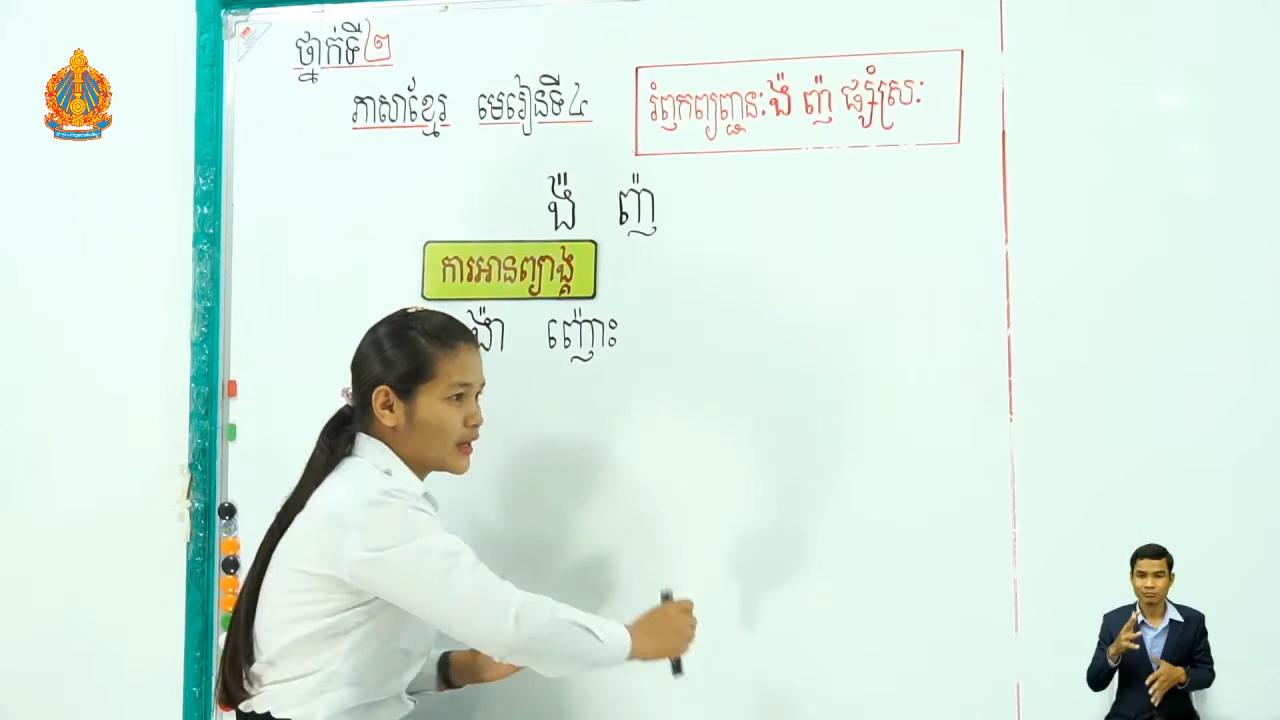 ថ្នាក់ទី២
ភាសាខ្មែរ មេរៀនទី៤
រំឭកព្យញ្ជនៈ ង៉ ញ៉ ផ្សំស្រៈ
ង៉ ញ៉
ការអានព្យាង្គ
ង៉ា ញ៉ោះ